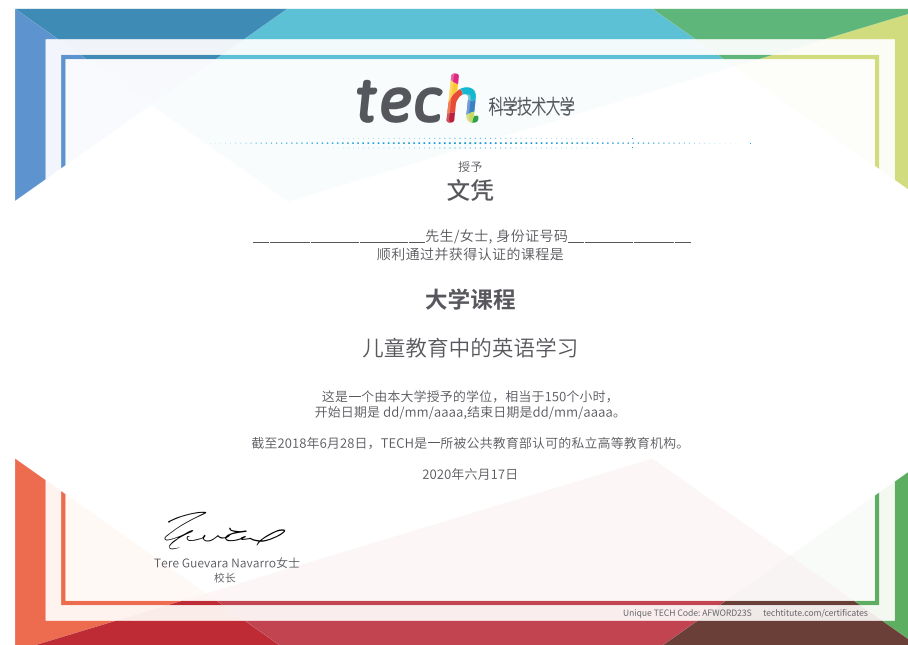 tech 科学技术大学
授予
文凭
______________________先生/女士, 身份证号码________________
顺利通过并获得认证的课程是
大学课程
儿童教育中的英语学习
这是一个由本大学授予的学位，相当于150个小时，
开始日期是 dd/mm/aaaa,结束日期是dd/mm/aaaa。
截至2018年6月28日，TECH是一所被公共教育部认可的私立高等教育机构。
2020年六月17日
Tere Guevara Navarro女士
校长
Unique TECH Code: AFWORD23S techtitute.com/certificates